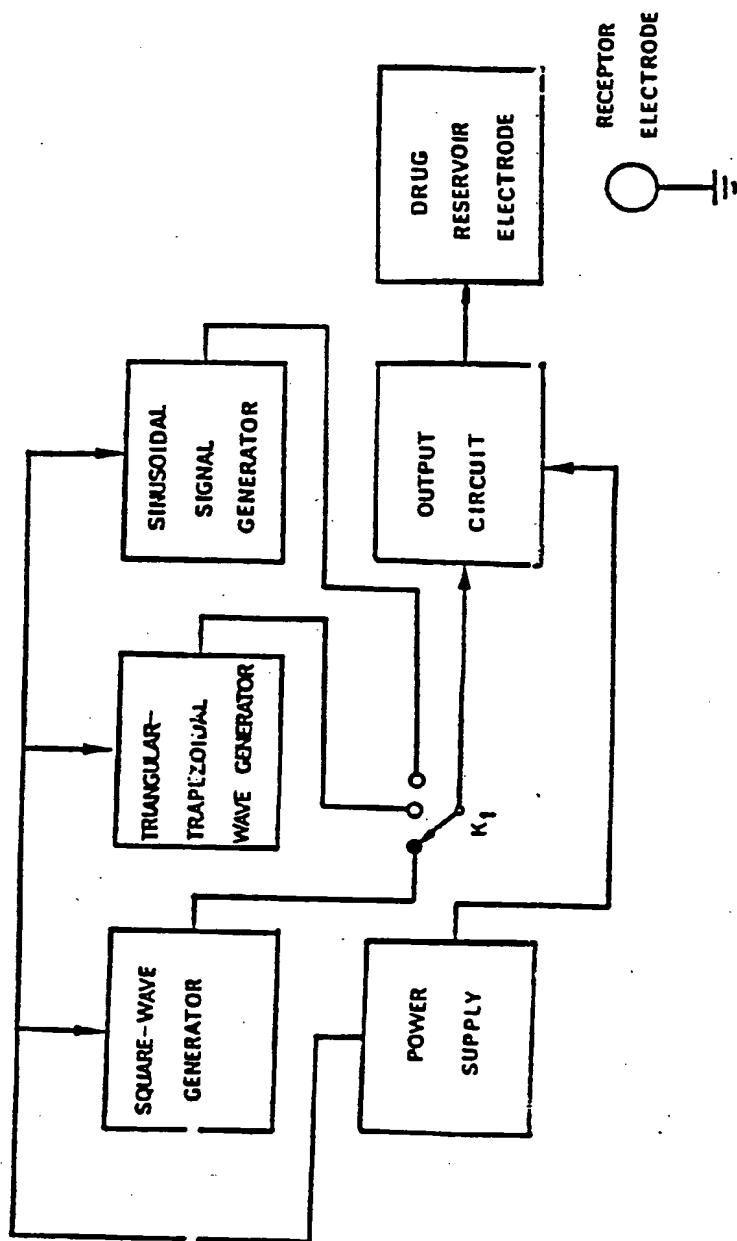 SQUARE-WAVE
GENERATOR
TRIANGULAR-
TRAPEZOIDAL
WAVE GENERATOR
SINUSOIDAL
SIGNAL
GENERATOR
K1
POWER
SUPPLY
OUTPUT
CIRCUIT
DRUG
RESERVOIR
ELECTRODE
RECEPTOR
ELECTRODE